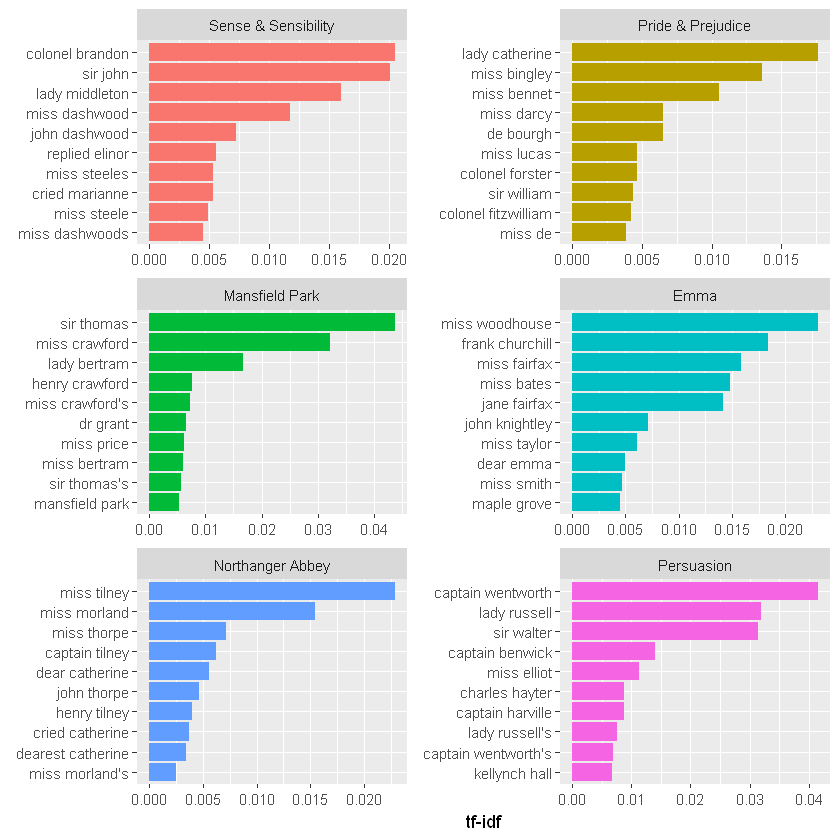 Sense & Sensibility
colonel brandon
sir john
lady middleton
miss dashwood
john dashwood
replied elinor
miss steeles
cried marianne
miss steele
miss dashwoods
0.000 0.005 0.010 0.015 0.020
Pride & Prejudice
lady catherine
miss bingley
miss bennet
miss darcy
de bourgh
miss lucas
colonel forster
sir william
colonel fitzwilliam
miss de
0.000 0.005 0.010 0.015
Mansfield Park
sir thomas
miss crawford
lady bertram
henry crawford
miss crawford's
dr grant
miss price
miss bertram
sir thomas's
mansfield park
0.00 0.01 0.02 0.03 0.04
Emma
miss woodhouse
frank churchill
miss fairfax
miss bates
jane fairfax
john knightley
miss taylor
dear emma
miss smith
maple grove
0.000 0.005 0.010 0.015 0.020
Northanger Abbey
miss tilney
miss morland
miss thorpe
captain tilney
dear catherine
john thorpe
henry tilney
cried catherine
dearest catherine
miss morland's
0.000 0.005 0.010 0.015 0.020
Persuasion
captain wentworth
lady russell
sir walter
captain benwick
miss elliot
charles hayter
captain harville
lady russell's
captain wentworth's
kellynch hall
0.00 0.01 0.02 0.03 0.04
tf-idf